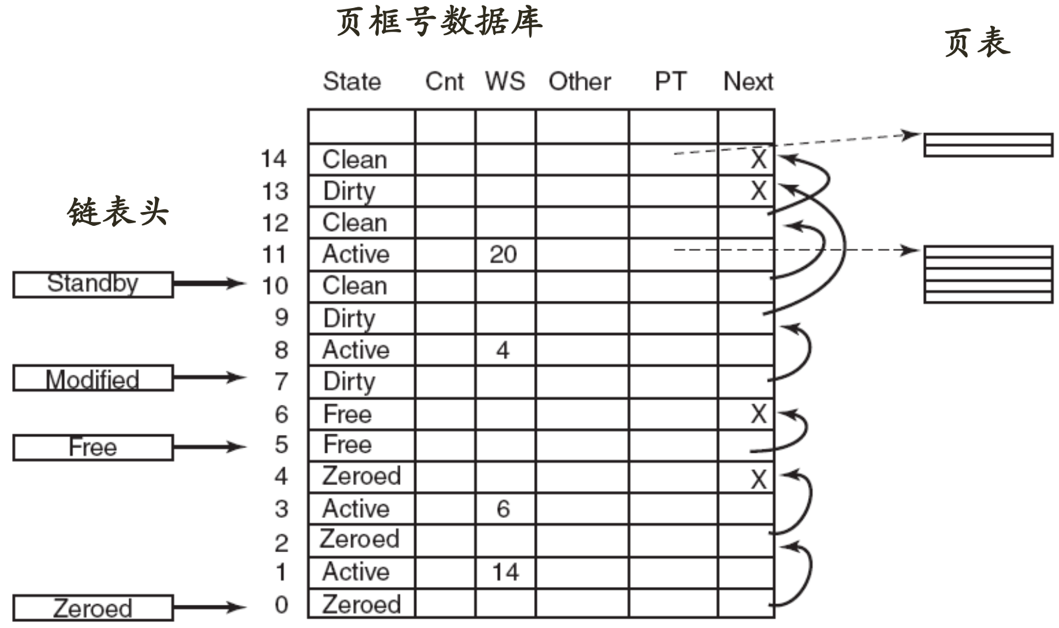 页框号数据库
页表
State Cnt WS Other PT Next
14 Clean X
13 Dirty X
链表头
12 Clean
11 Active 20
Standby 10 Clean
9 Dirty
8 Active 4
Modified 7 Dirty
6 Free X
Free 5 Free
4 Zeroed X
3 Active 6
2 Zeroed
1 Active 14
Zeroed 0 Zeroed